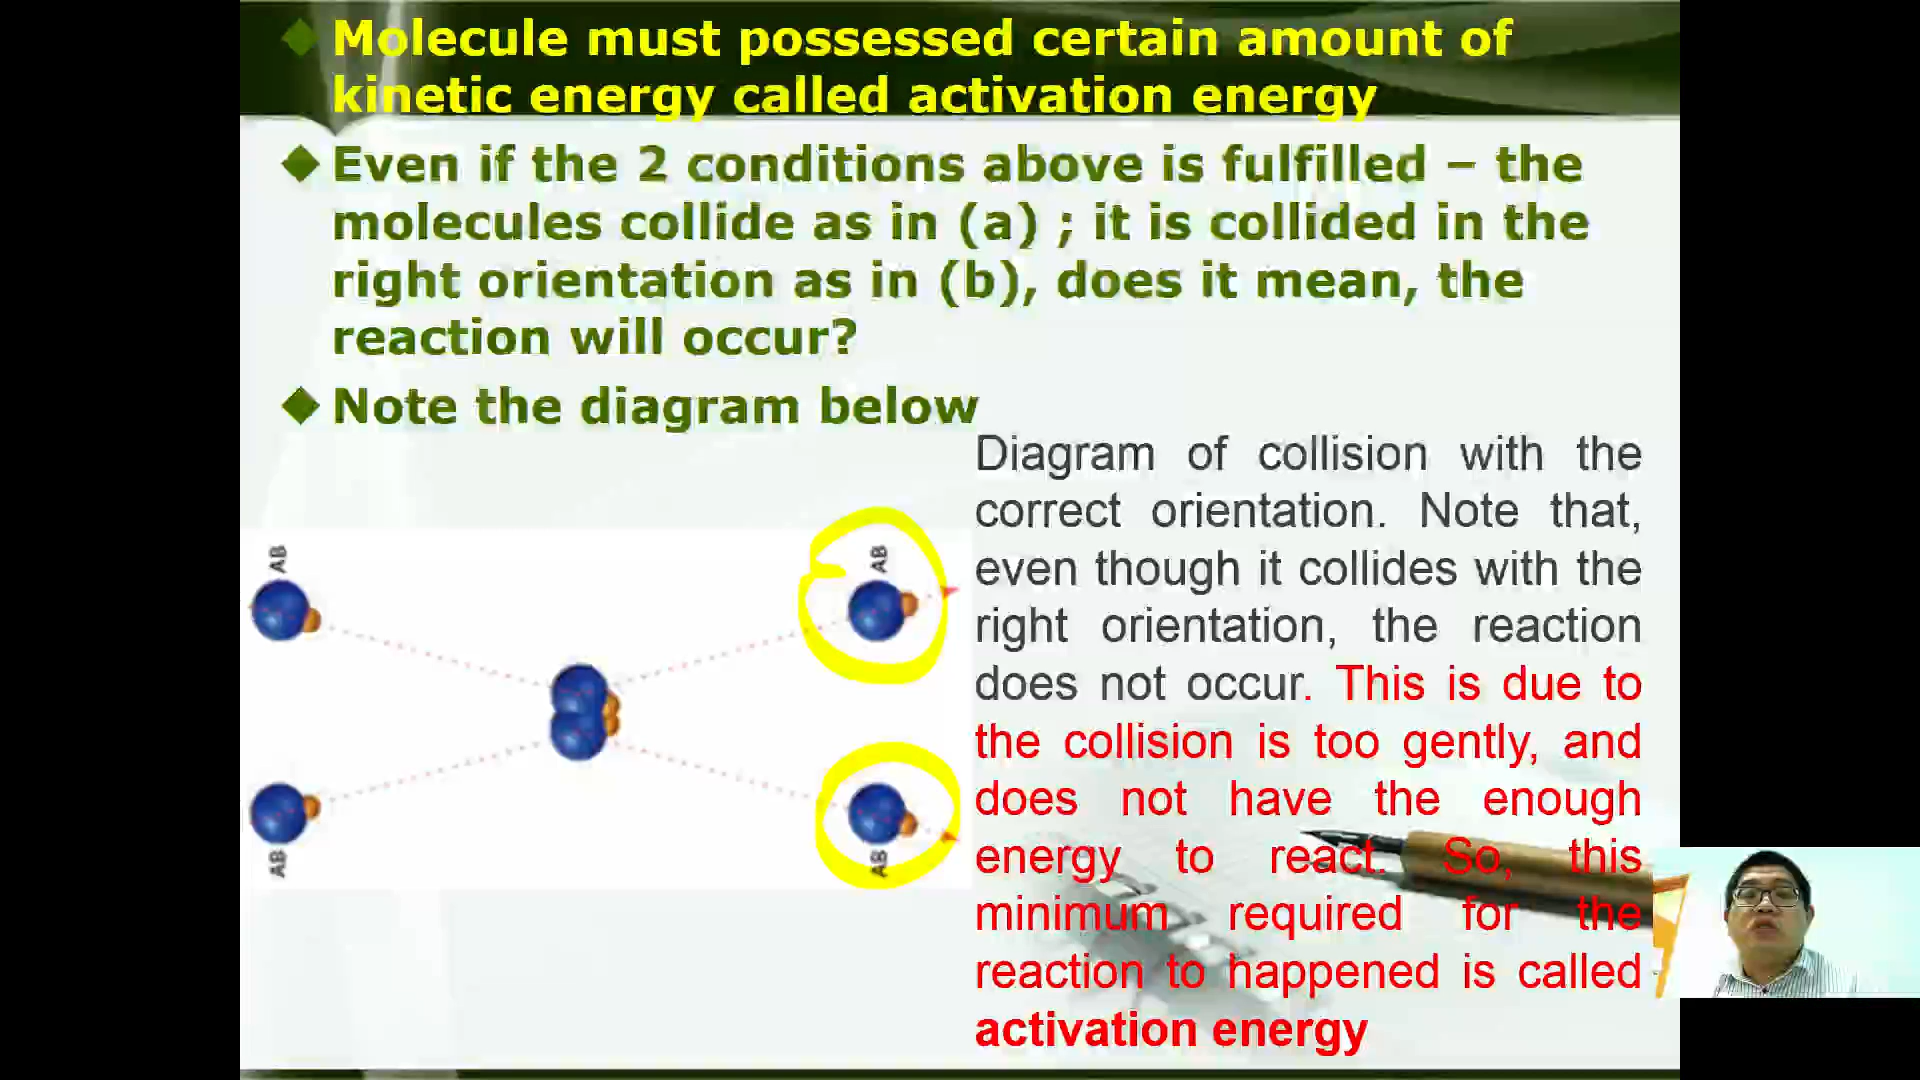 Molecule must possessed certain amount of
kinetic energy called activation energy
Even if the 2 conditions above is fulfilled – the
molecules collide as in (a) ; it is collided in the
right orientation as in (b), does it mean, the
reaction will occur?
Note the diagram below
AB
AB
AB
AB
Diagram of collision with the
correct orientation. Note that,
even though it collides with the
right orientation, the reaction
does not occur. This is due to
the collision is too gently, and
does not have the enough
energy to react. So, this
minimum required for the
reaction to happened is called
activation energy